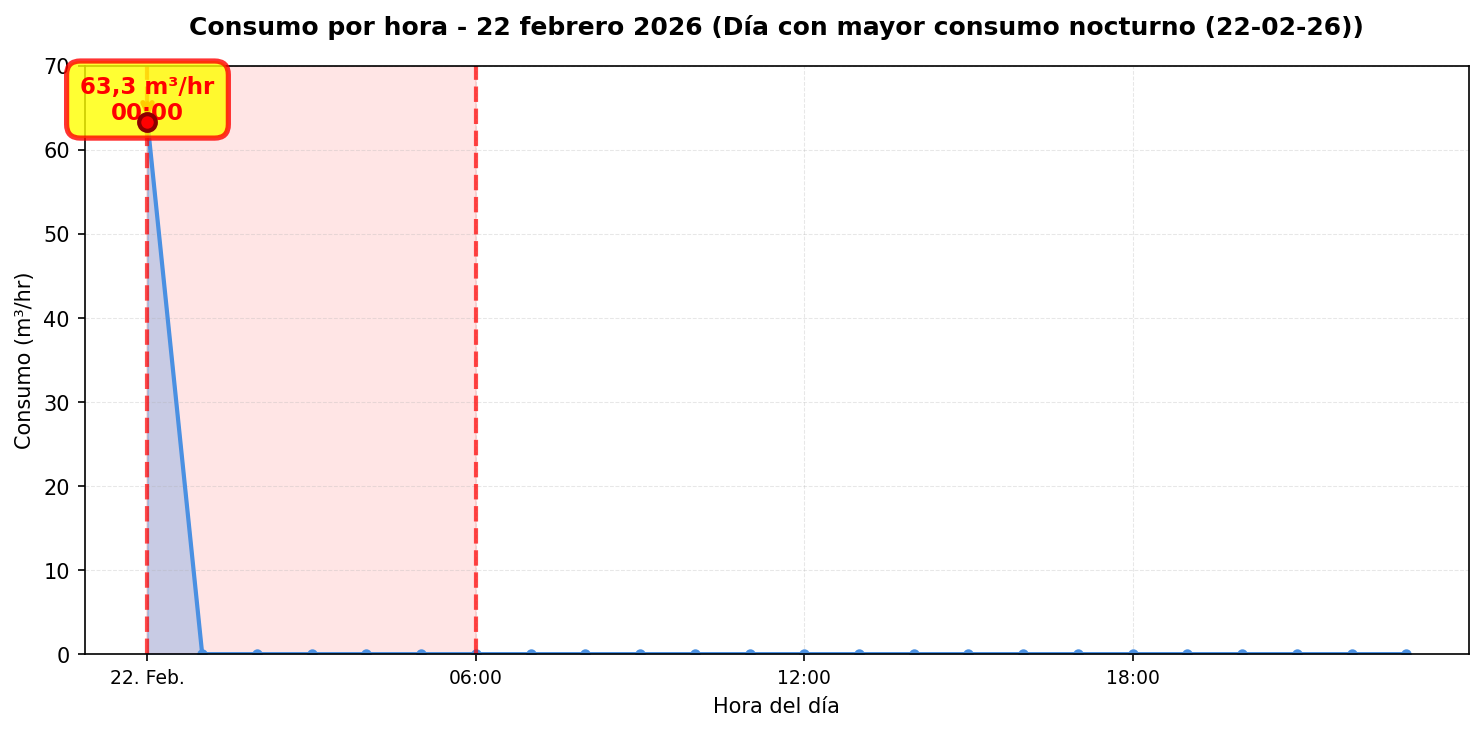 Consumo por hora - 22 febrero 2026 (Día con mayor consumo nocturno (22-02-26))
63,3 m³/hr
00:00
Consumo (m³/hr)
70
60
50
40
30
20
10
0
22. Feb.
06:00
12:00
18:00
Hora del día